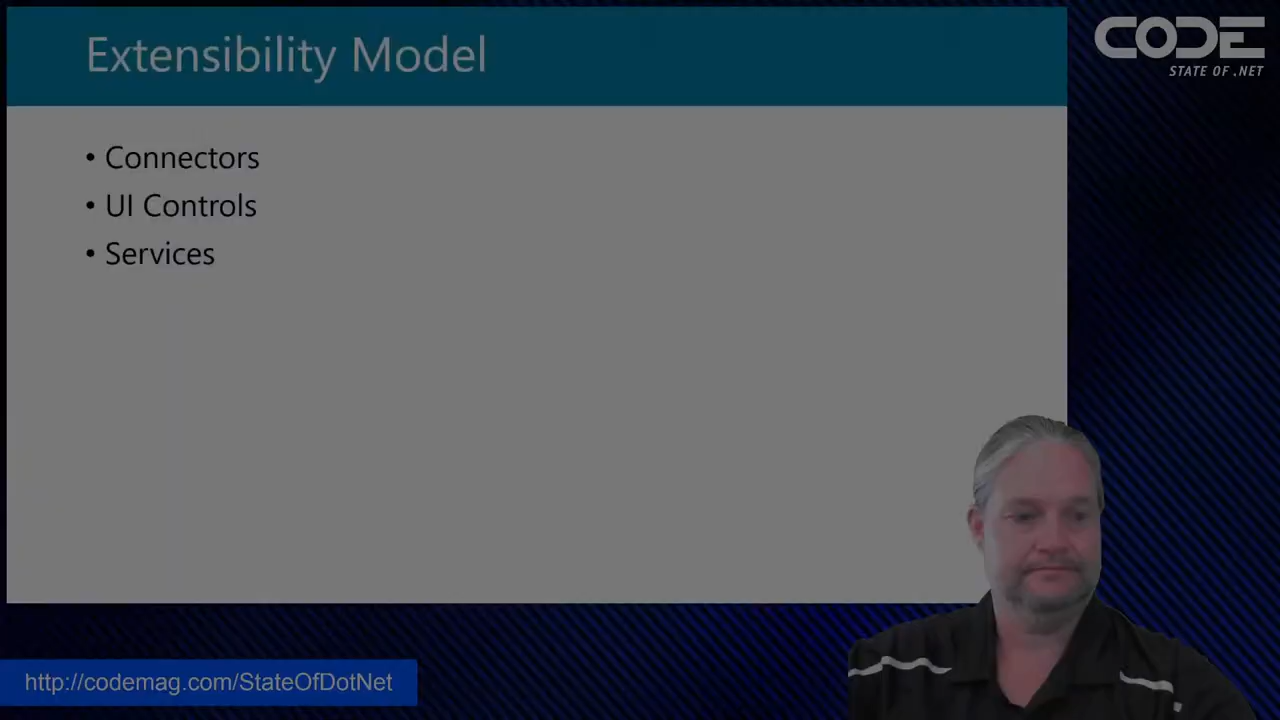 Extensibility Model
CODE
STATE OF .NET
• Connectors
• UI Controls
• Services
http://codemag.com/StateOfDotNet